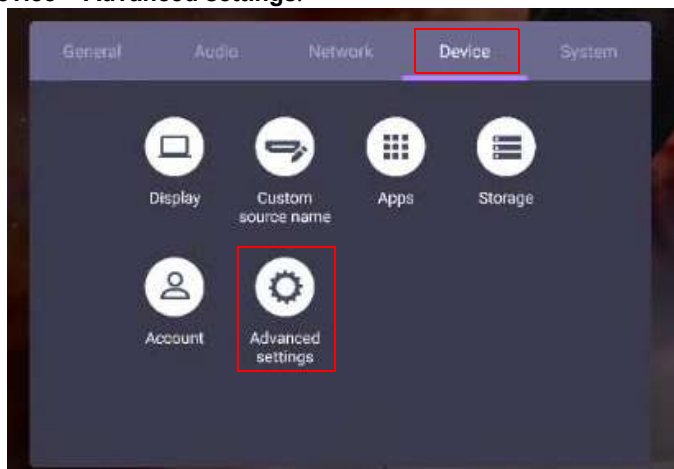 Device > Advanced settings.
General Audio Network Device System
Display Custom source name Apps Storage
Account Advanced settings